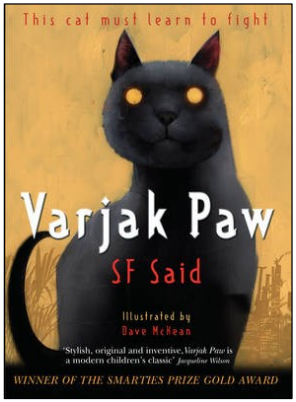 This cat must learn to fight
Varjak Paw
SF Said
Illustrated by
Dave McKean
'Stylish, original and inventive, Varjak Paw is
a modern children's classic' Jacqueline Wilson
WINNER OF THE SMARTIES PRIZE GOLD AWARD